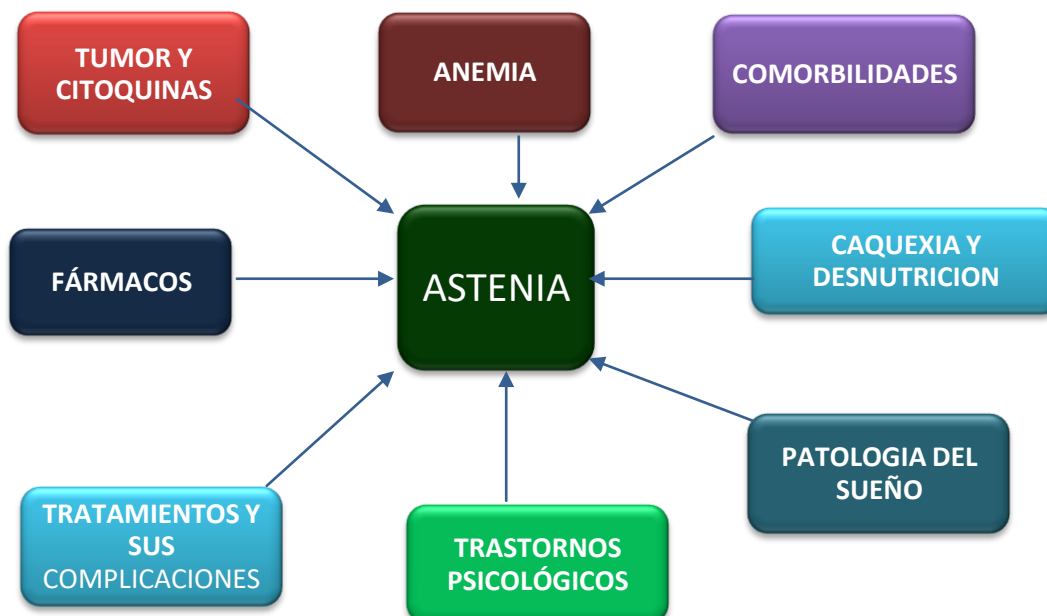 TUMOR Y
CITOQUINAS
ANEMIA
COMORBILIDADES
FÁRMACOS
ASTENIA
CAQUEXIA Y
DESNUTRICION
PATOLOGIA DEL
SUEÑO
TRATAMIENTOS Y
SUS
COMPLICACIONES
TRASTORNOS
PSICOLÓGICOS